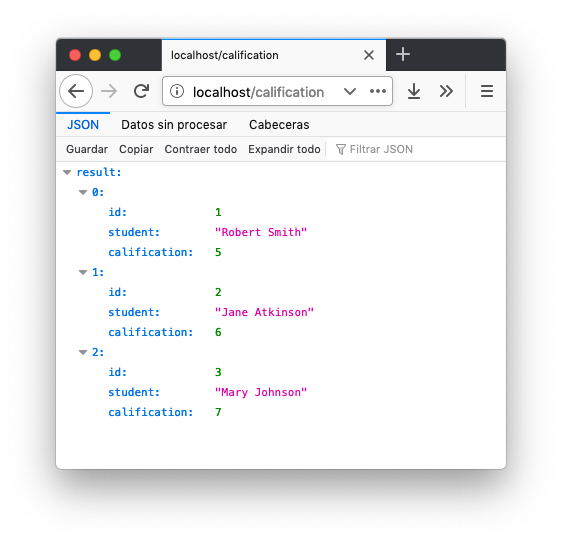 localhost/calification
localhost/calification
JSON Datos sin procesar Cabeceras
Guardar Copiar Contraer todo Expandir todo Filtrar JSON
result:
0:
id: 1
student: "Robert Smith"
calification: 5
1:
id: 2
student: "Jane Atkinson"
calification: 6
2:
id: 3
student: "Mary Johnson"
calification: 7